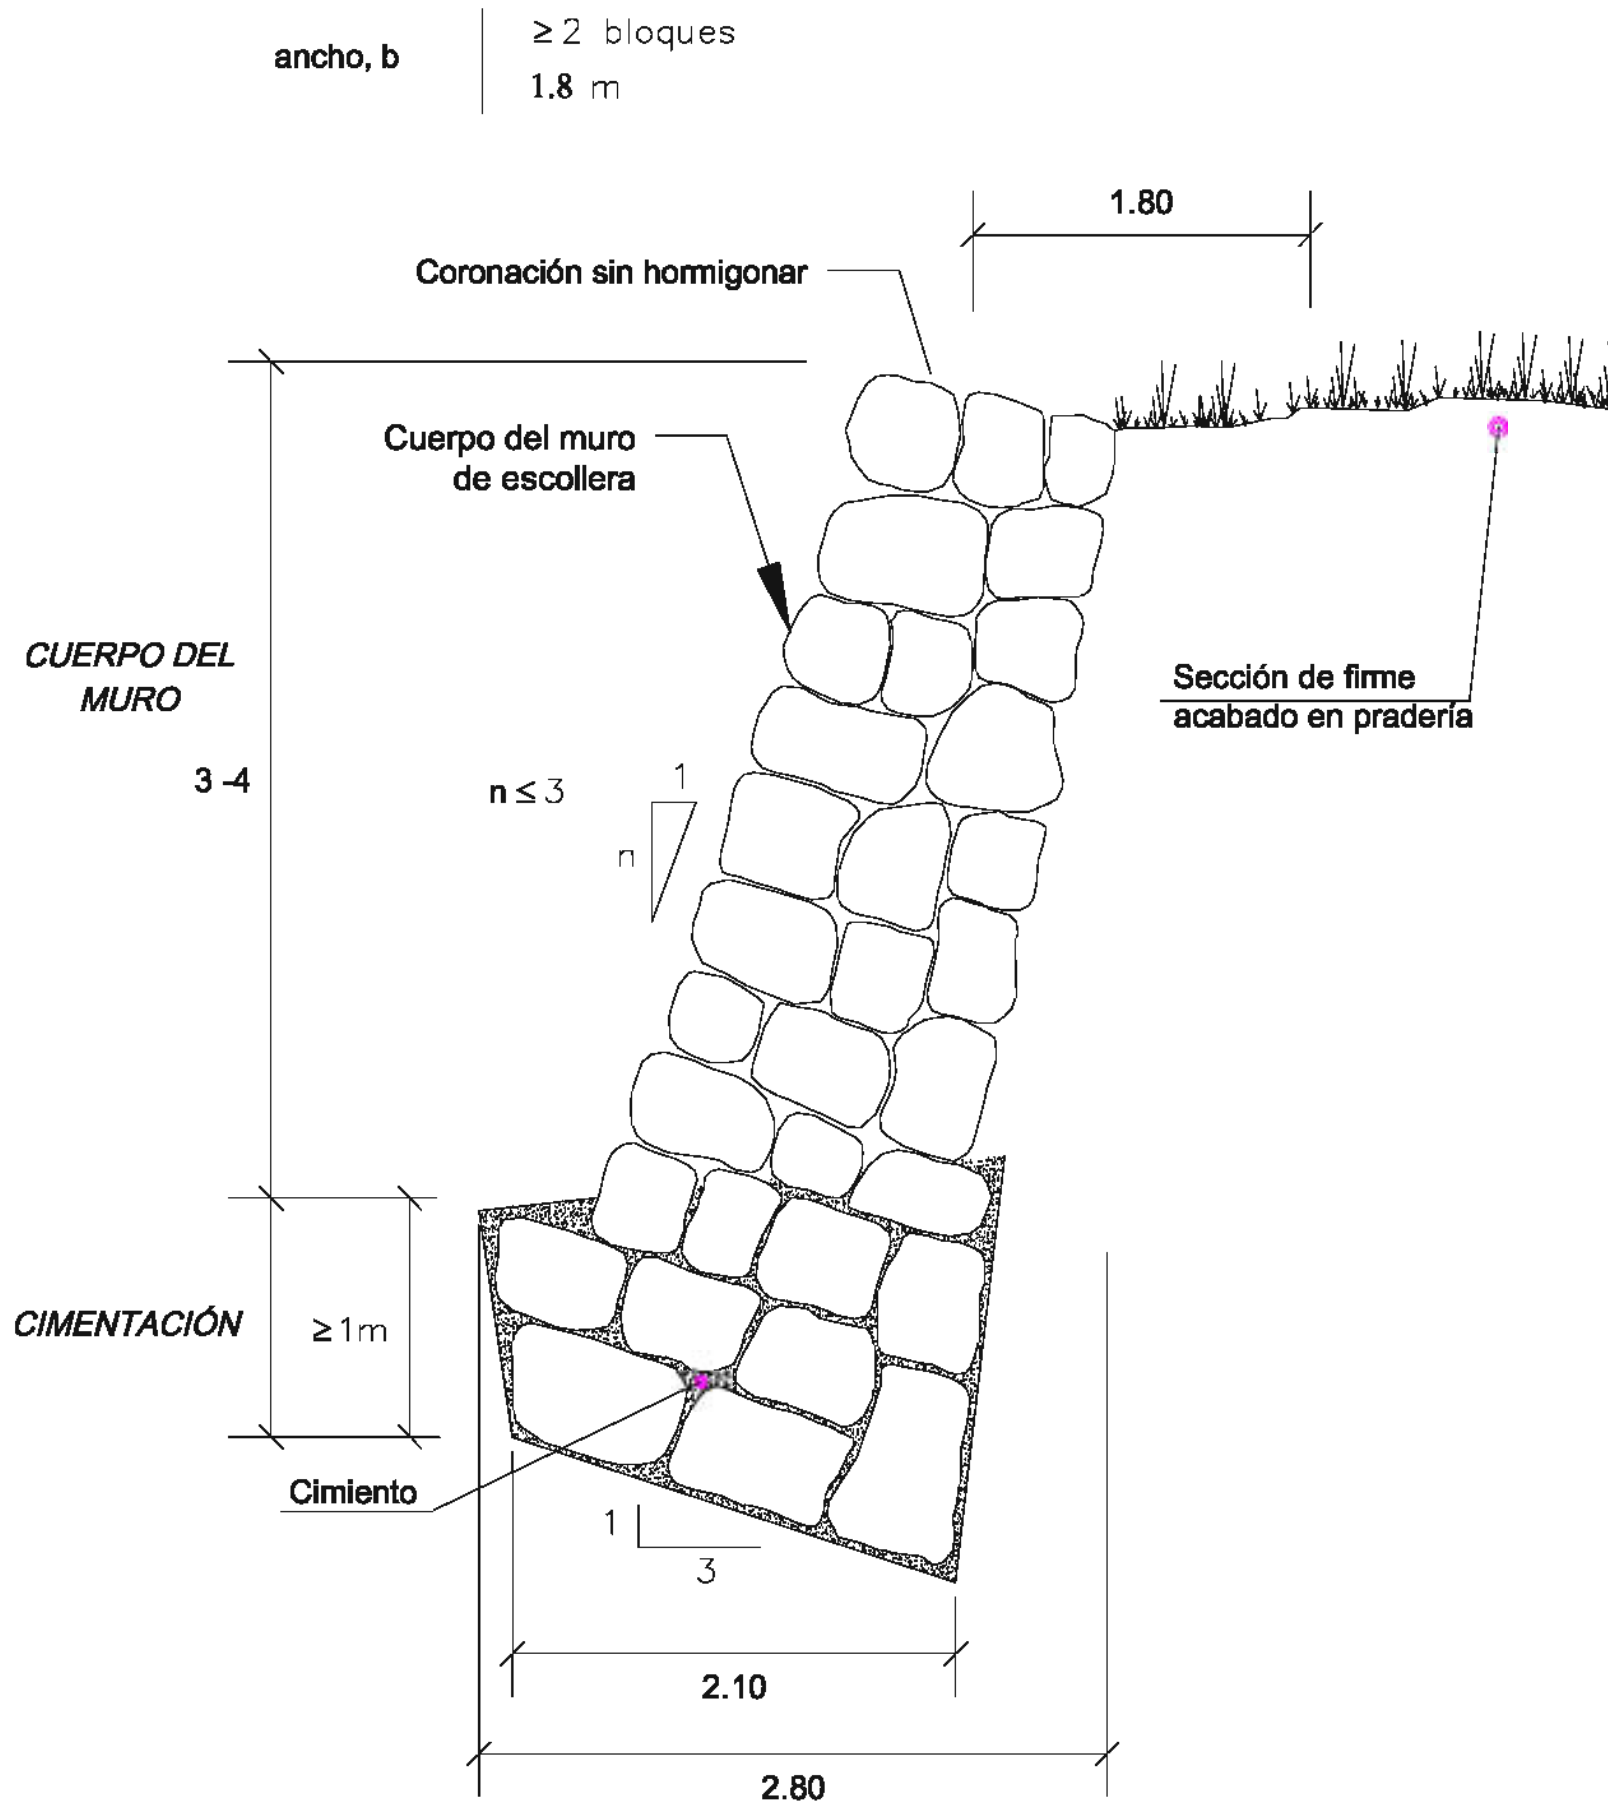 ≥2 bloques
ancho, b
1.8 m
1.80
Coronación sin hormigonar
Cuerpo del muro
de escollera
CUERPO DEL
MURO
Sección de firme
acabado en pradería
3 -4
n ≤ 3
1
n
CIMENTACIÓN
≥1m
Cimiento
1
3
2.10
2.80